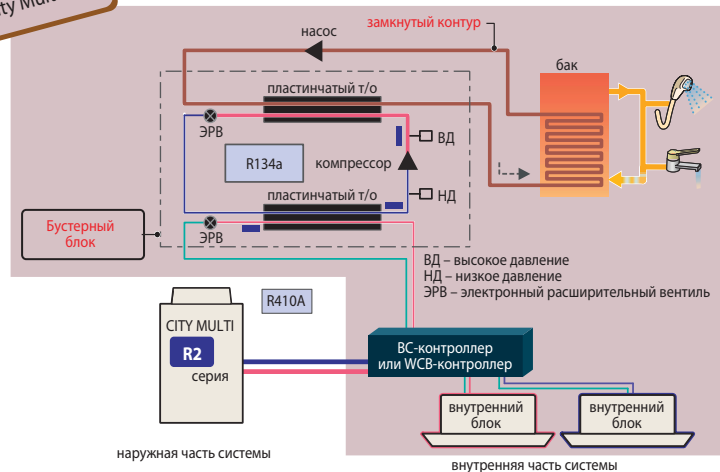 City Mul
насос
замкнутый контур
бак
пластинчатый т/о
ЭРВ
ВД
R134a
компрессор
пластинчатый т/о
НД
Бустерный
блок
ЭРВ
ВД – высокое давление
НД – низкое давление
ЭРВ – электронный расширительный вентиль
R410A
CITY MULTI
R2
серия
BC-контроллер
или WCB-контроллер
внутренний
блок
внутренний
блок
наружная часть системы
внутренняя часть системы